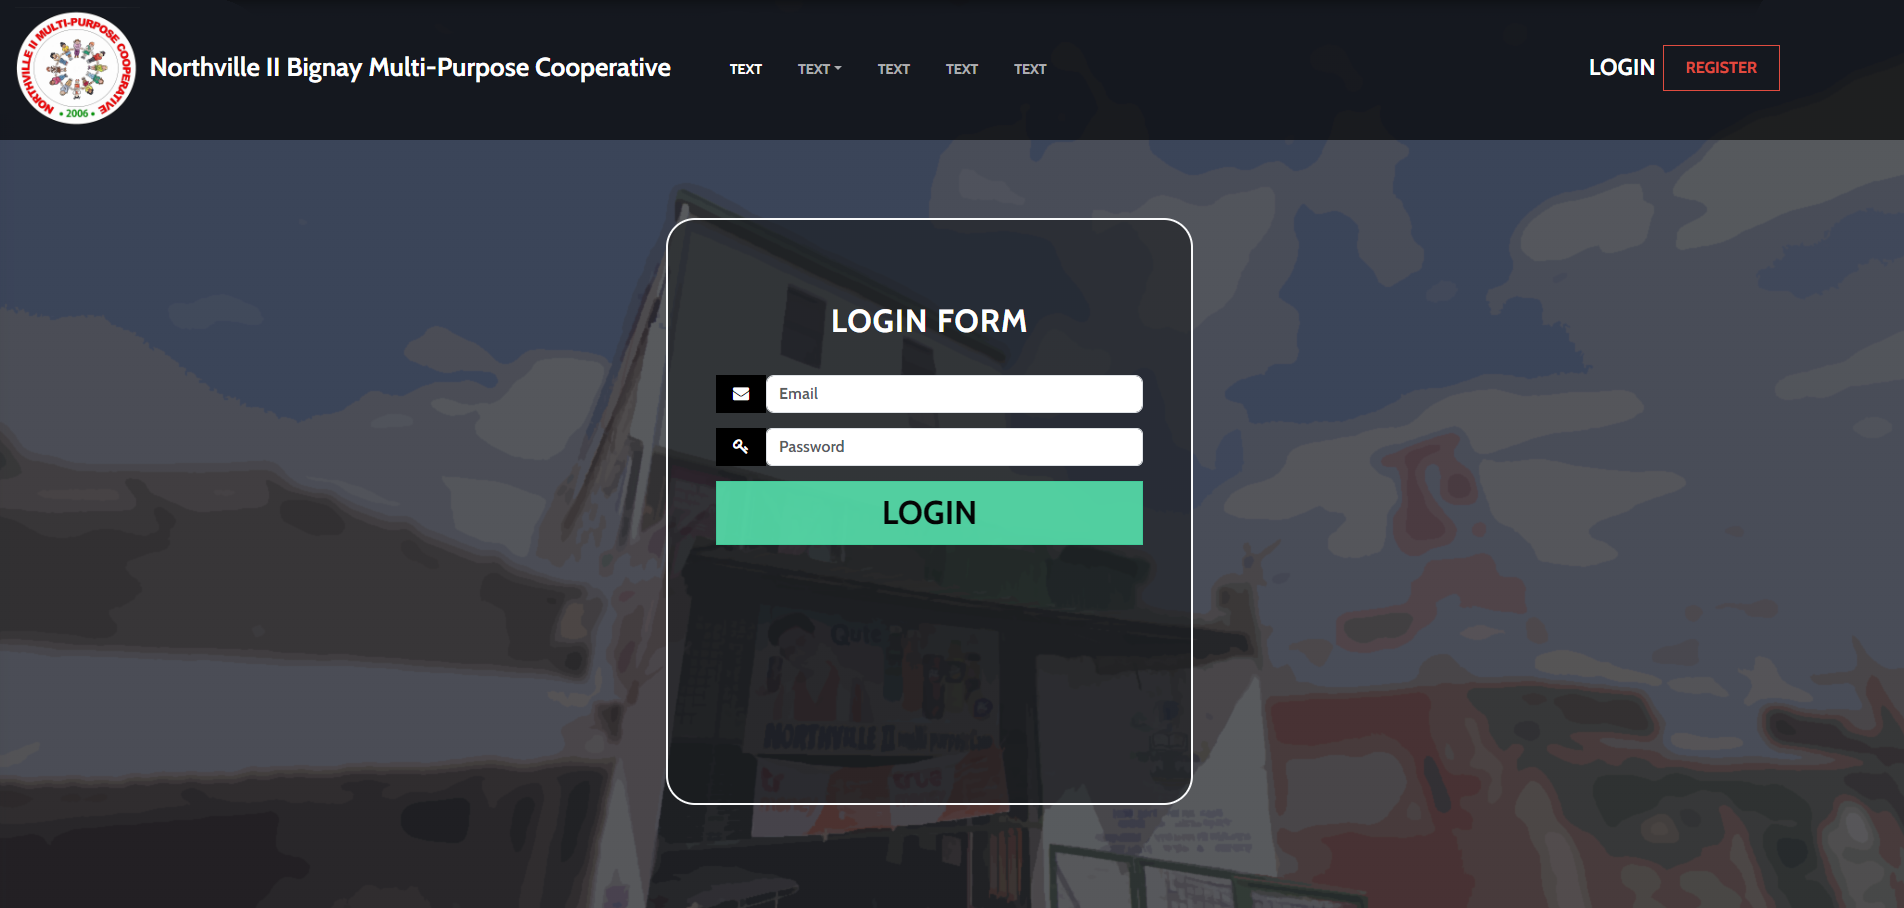 NORTHVILLE II MULTI-PURPOSE COOPERATIVE
• 2006 •
Northville II Bignay Multi-Purpose Cooperative
TEXT
TEXT
TEXT
TEXT
TEXT
LOGIN
REGISTER
LOGIN FORM
Email
Password
LOGIN
NORTHVILLE II